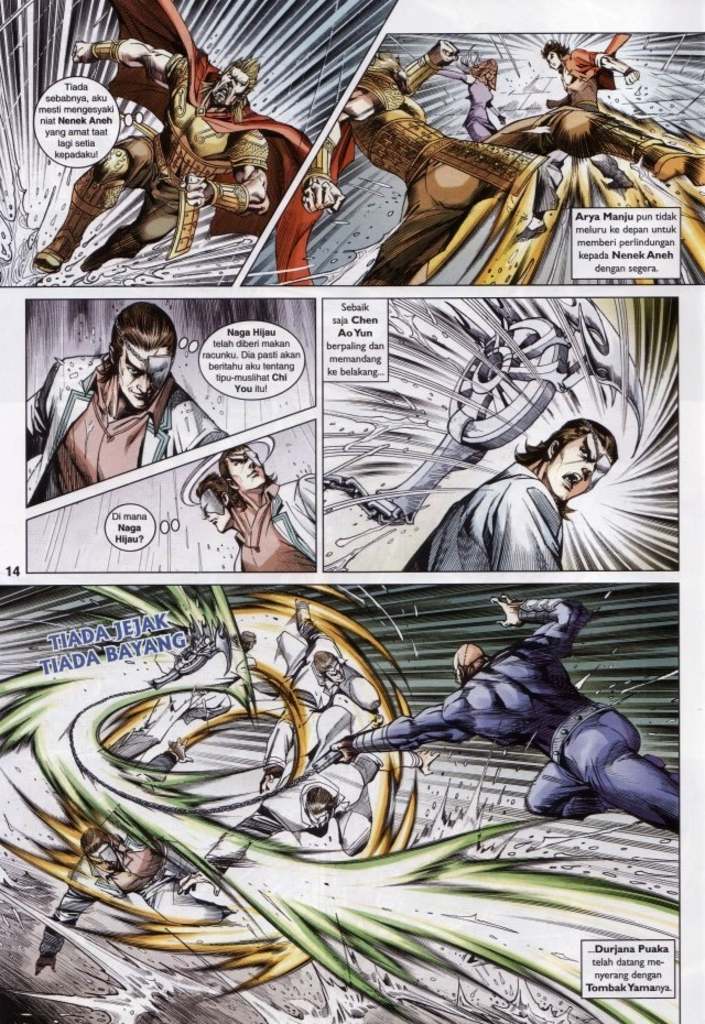 Tiada
sebabnya, aku
mesti mengesyaki
niat Nenek Aneh
yang amat taat
lagi setia
kepadaku!
Arya Manju pun tidak
meluru ke depan untuk
memberi perlindungan
kepada Nenek Aneh
dengan segera.
Naga Hijau
telah diberi makan
racunku. Dia pasti akan
beritahu aku tentang
tipu-muslihat Chi
You itu!
Di mana
Naga
Hijau?
Sebaik
saja Chen
Ao Yun
berpaling dan
memandang
ke belakang...
14
TIADA JEJAK
TIADA BAYANG
...Durjana Puaka
telah datang me-
nyerang dengan
Tombak Yamanya.